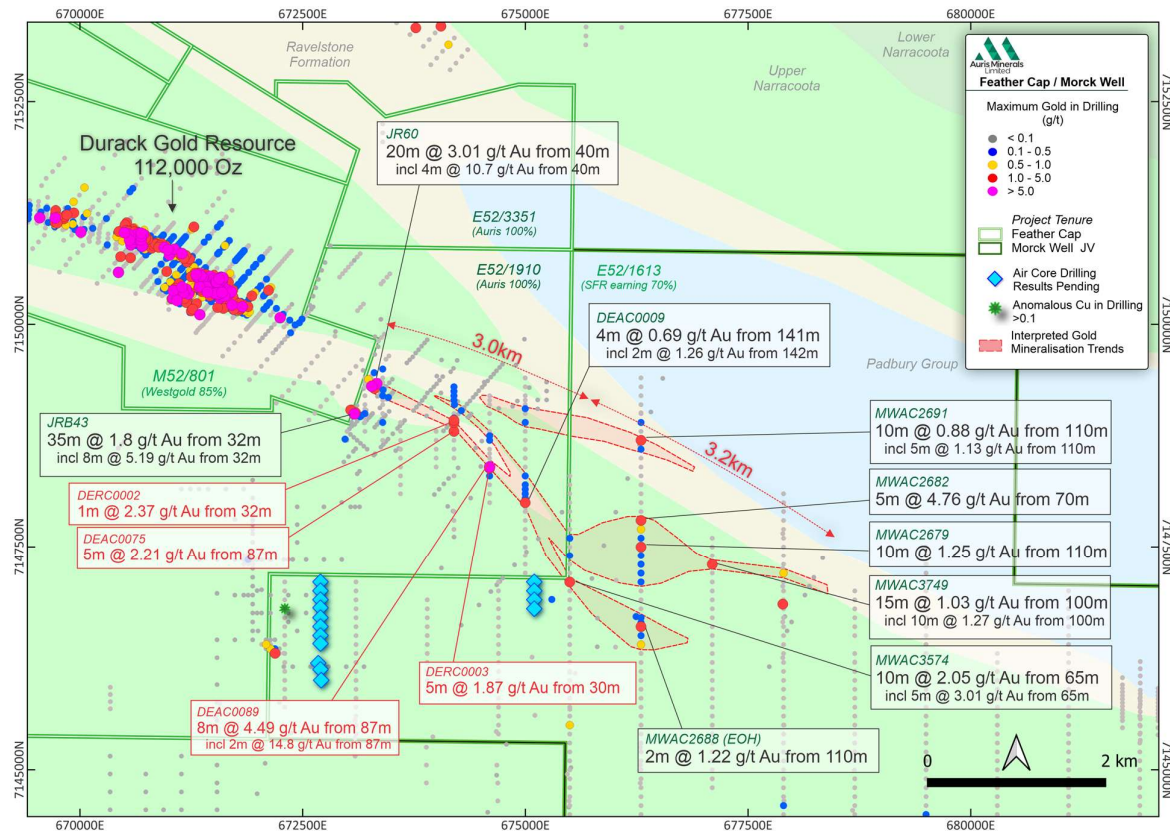 670000E
672500E
675000E
677500E
680000E
7152500N
7152500N
Ravelstone
Formation
Lower
Narracoota
Upper
Narracoota
Auris Minerals
Limited
Feather Cap / Morck Well
Maximum Gold in Drilling
(g/t)
< 0.1
0.1 - 0.5
0.5 - 1.0
1.0 - 5.0
> 5.0
Project Tenure
Feather Cap
Morck Well JV
Air Core Drilling
Results Pending
Anomalous Cu in Drilling
>0.1
Interpreted Gold
Mineralisation Trends
Durack Gold Resource
112,000 Oz
JR60
20m @ 3.01 g/t Au from 40m
incl 4m @ 10.7 g/t Au from 40m
E52/3351
(Auris 100%)
E52/1910
(Auris 100%)
E52/1613
(SFR earning 70%)
7150000N
DEAC0009
4m @ 0.69 g/t Au from 141m
incl 2m @ 1.26 g/t Au from 142m
3.0km
Padbury Group
M52/801
(Westgold 85%)
JRB43
35m @ 1.8 g/t Au from 32m
incl 8m @ 5.19 g/t Au from 32m
3.2km
MWAC2691
10m @ 0.88 g/t Au from 110m
incl 5m @ 1.13 g/t Au from 110m
MWAC2682
5m @ 4.76 g/t Au from 70m
DERC0002
1m @ 2.37 g/t Au from 32m
DEAC0075
5m @ 2.21 g/t Au from 87m
MWAC2679
10m @ 1.25 g/t Au from 110m
7147500N
MWAC3749
15m @ 1.03 g/t Au from 100m
incl 10m @ 1.27 g/t Au from 100m
MWAC3574
10m @ 2.05 g/t Au from 65m
incl 5m @ 3.01 g/t Au from 65m
DERC0003
5m @ 1.87 g/t Au from 30m
DEAC0089
8m @ 4.49 g/t Au from 87m
incl 2m @ 14.8 g/t Au from 87m
MWAC2688 (EOH)
2m @ 1.22 g/t Au from 110m
7145000N
0
2 km
670000E
672500E
675000E
677500E
680000E